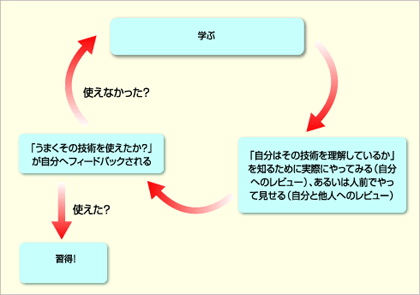 学ぶ
使えなかった?
「うまくその技術を使えたか?」
が自分へフィードバックされる
「自分はその技術を理解しているか」
を知るために実際にやってみる(自分
へのレビュー)、あるいは人前でやっ
て見せる(自分と他人へのレビュー)
使えた?
習得!